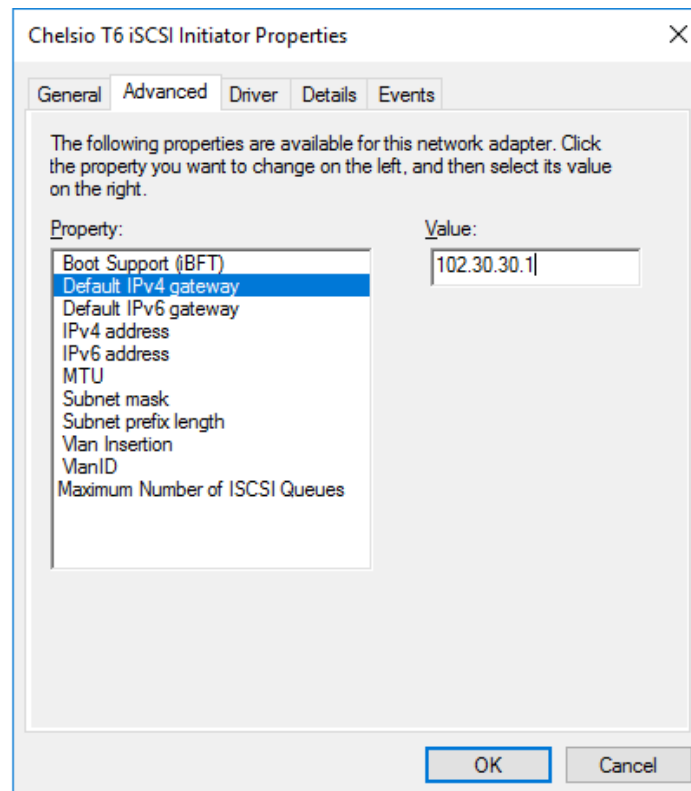 Chelsio T6 iSCSI Initiator Properties
General Advanced Driver Details Events
The following properties are available for this network adapter. Click
the property you want to change on the left, and then select its value
on the right.
Property:
Value:
Boot Support (iBFT)
Default IPv4 gateway
Default IPv6 gateway
IPv4 address
IPv6 address
MTU
Subnet mask
Subnet prefix length
Vlan Insertion
VlanID
Maximum Number of ISCSI Queues
102.30.30.1
OK Cancel